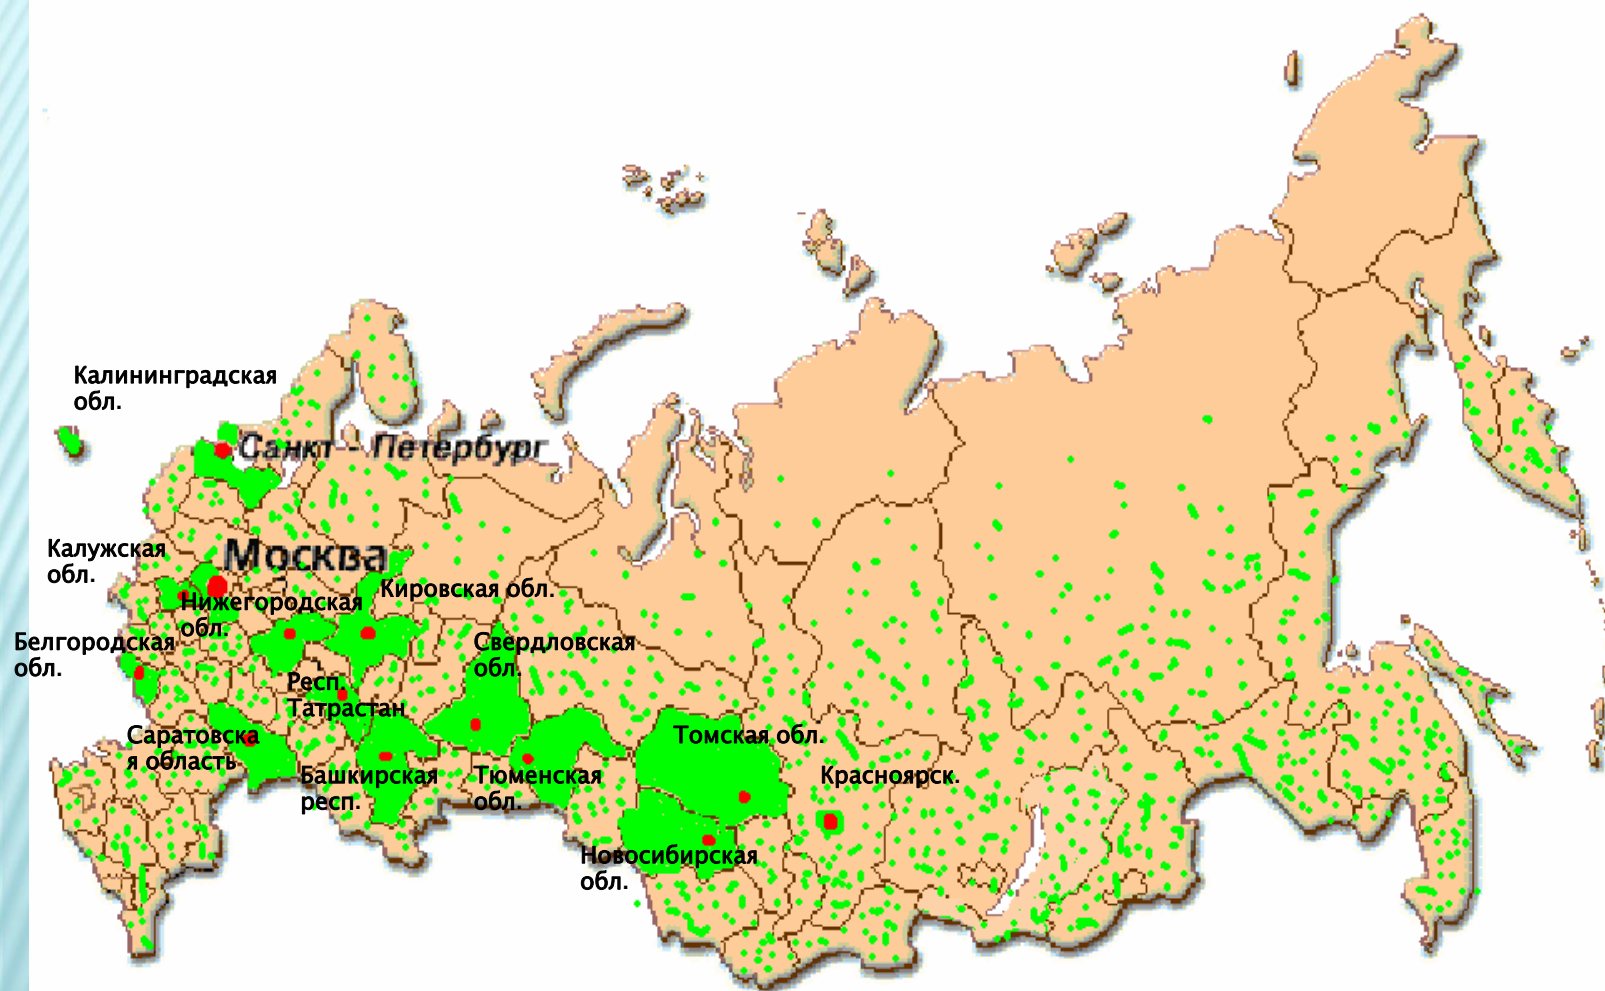 Калининградская
обл.
Санкт - Петербург
Калужская
обл.
Москва
Кировская обл.
Нижегородская
обл.
Белгородская
обл.
Свердловская
обл.
Респ.
Татрастан
Саратовска
я область
Башкирская
респ.
Тюменская
обл.
Томская обл.
Красноярск.
Новосибирская
обл.